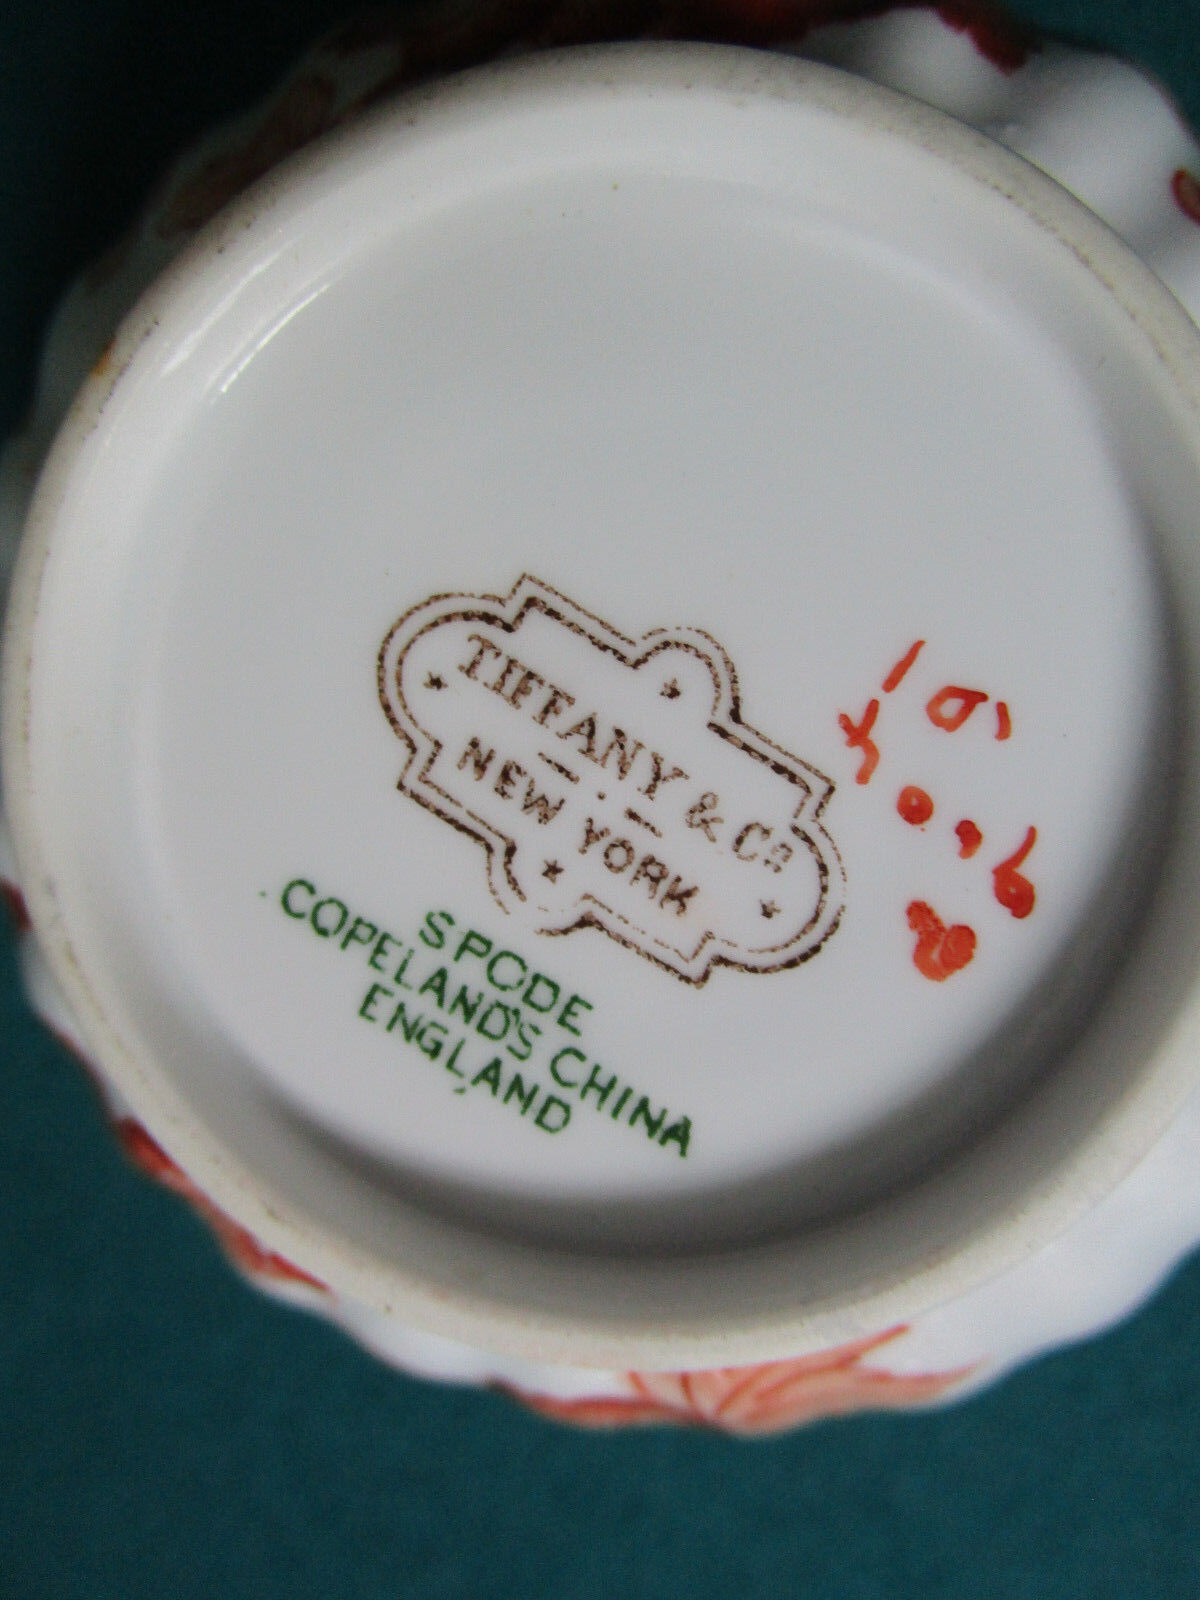 TIFFANY & Co
NEW YORK
SPODE
COPELAND'S CHINA
ENGLAND